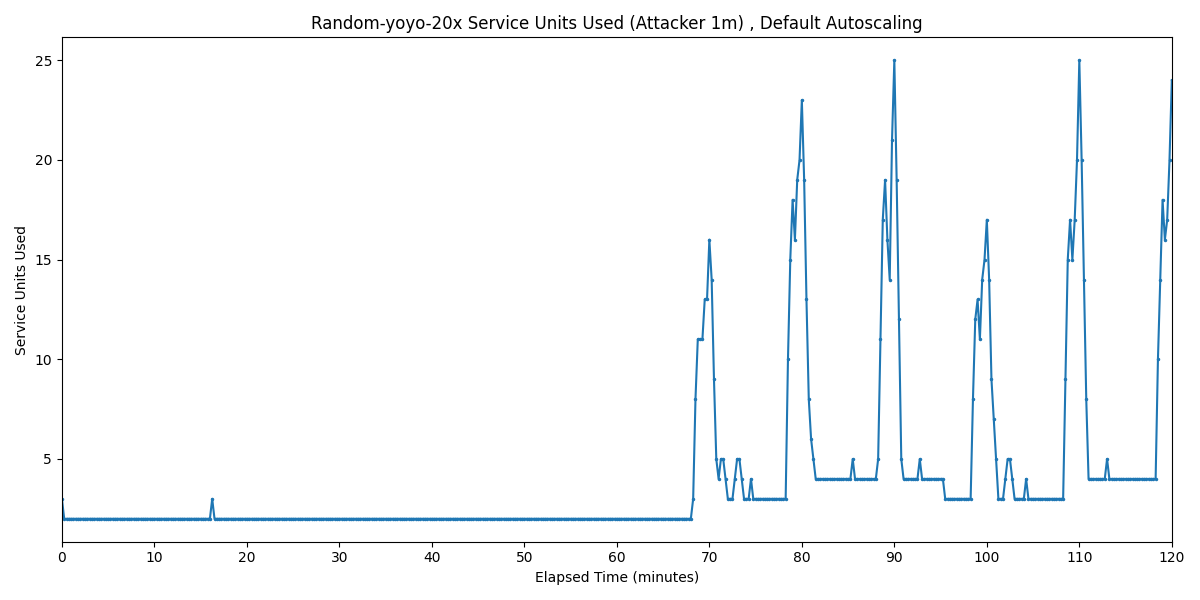 Random-yoyo-20x Service Units Used (Attacker 1m) , Default Autoscaling
Service Units Used
25
20
15
10
5
0 10 20 30 40 50 60 70 80 90 100 110 120
Elapsed Time (minutes)